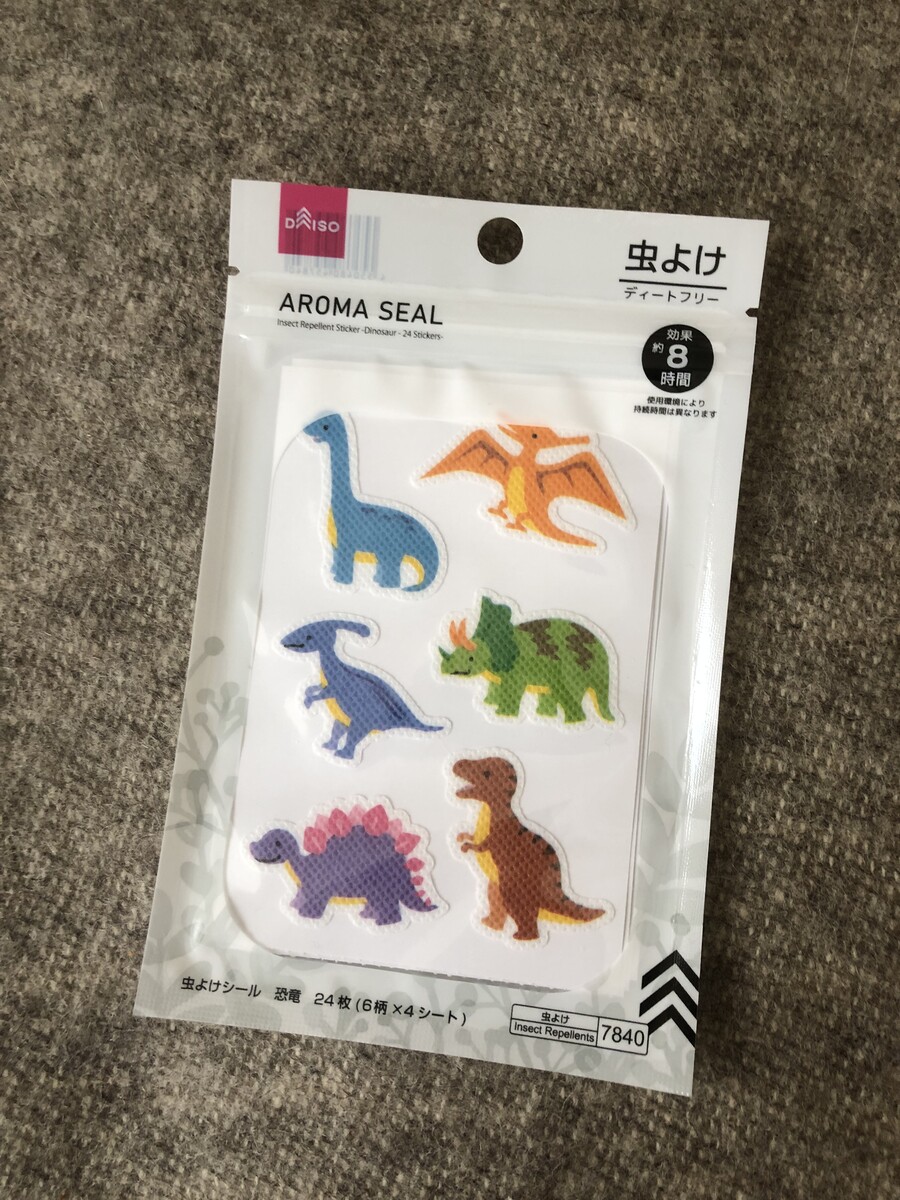 DAISO
虫よけ
ディートフリー
AROMA SEAL
Insect Repellent Sticker -Dinosaur - 24 Stickers-
効果
約8
時間
使用環境により
持続時間は異なります
虫よけシール 恐竜 24枚(6柄×4シート)
虫よけ
Insect Repellents
7840